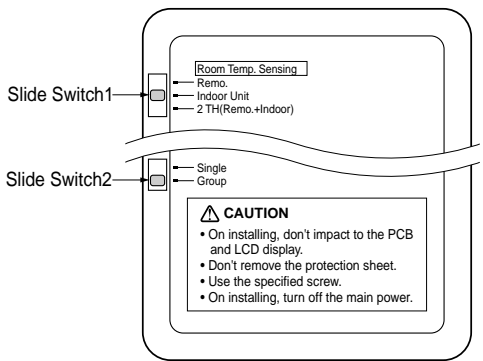 Room Temp. Sensing
Remo.
Slide Switch1
Indoor Unit
2 TH(Remo.+Indoor)
Single
Slide Switch2
Group
CAUTION
• On installing, don't impact to the PCB
and LCD display.
• Don't remove the protection sheet.
• Use the specified screw.
• On installing, turn off the main power.